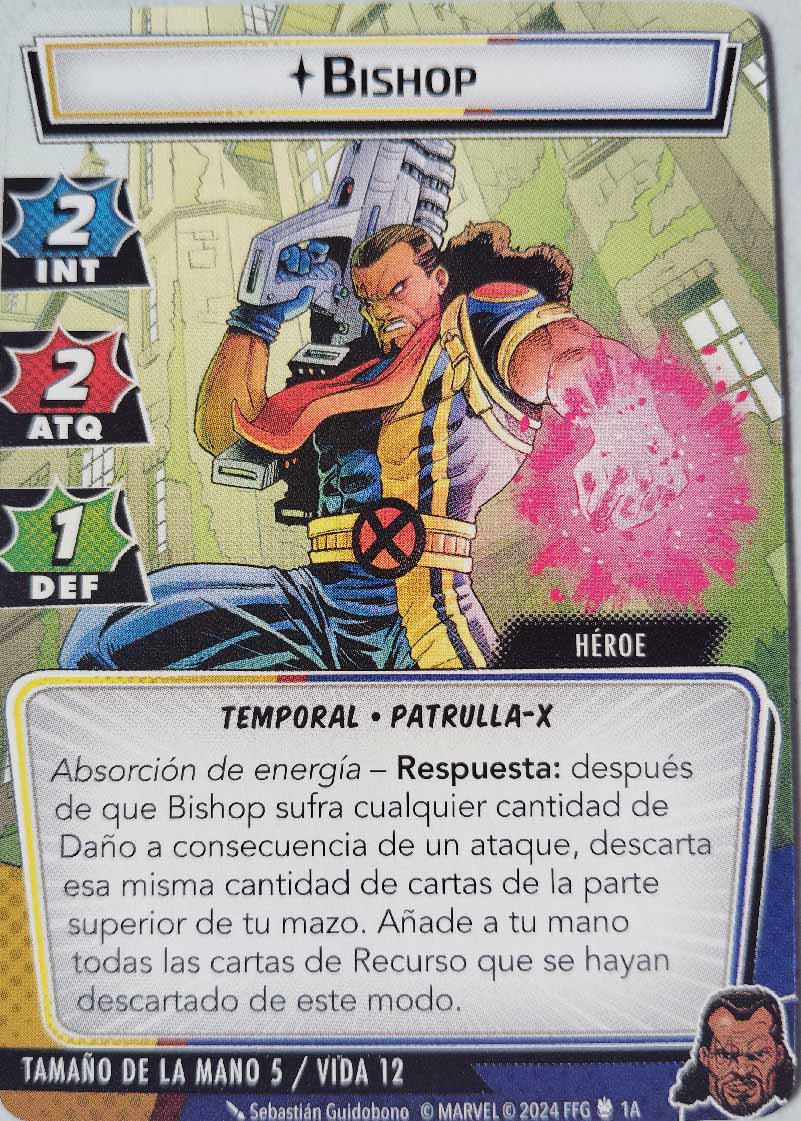 BISHOP
2
INT
2
ATQ
1
DEF
HÉROE
TEMPORAL • PATRULLA-X
Absorción de energía – Respuesta: después
de que Bishop sufra cualquier cantidad de
Daño a consecuencia de un ataque, descarta
esa misma cantidad de cartas de la parte
superior de tu mazo. Añade a tu mano
todas las cartas de Recurso que se hayan
descartado de este modo.
TAMAÑO DE LA MANO 5 / VIDA 12
Sebastián Guidobono © MARVEL © 2024 FFG 1A